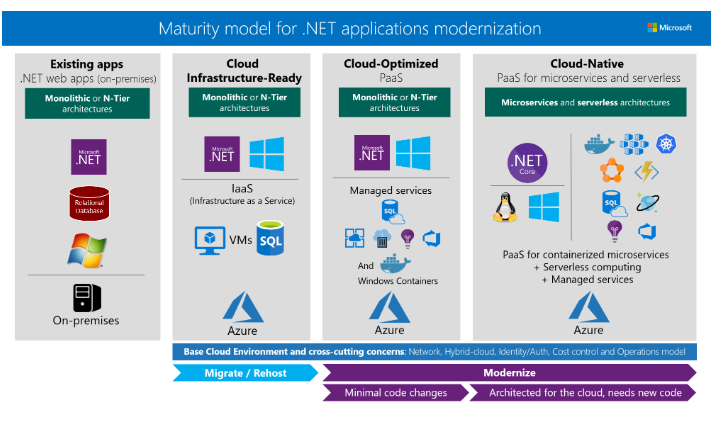 Maturity model for .NET applications modernization
Microsoft
Existing apps
.NET web apps (on-premises)
Monolithic or N-Tier
architectures
Microsoft
.NET
Relational
Database
On-premises
Cloud
Infrastructure-Ready
Monolithic or N-Tier
architectures
Microsoft
.NET
IaaS
(Infrastructure as a Service)
VMs
SQL
Azure
Cloud-Optimized
PaaS
Monolithic or N-Tier
architectures
Microsoft
.NET
Managed services
SQL
And
Windows Containers
Azure
Cloud-Native
PaaS for microservices and serverless
Microservices and serverless architectures
.NET
Core
SQL
PaaS for containerized microservices
+ Serverless computing
+ Managed services
Azure
Base Cloud Environment and cross-cutting concerns: Network, Hybrid-cloud, Identity/Auth, Cost control and Operations model
Migrate / Rehost
Modernize
Minimal code changes
Architected for the cloud, needs new code